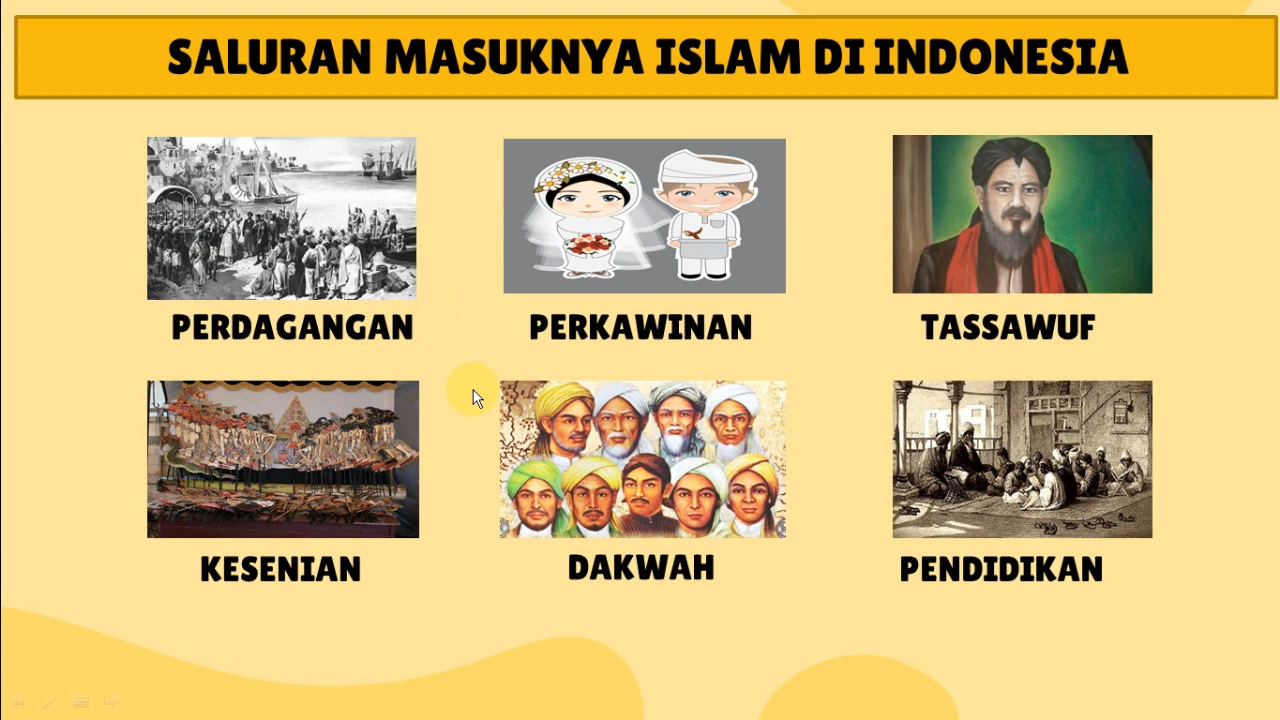 SALURAN MASUKNYA ISLAM DI INDONESIA
PERDAGANGAN
PERKAWINAN
TASSAWUF
KESENIAN
DAKWAH
PENDIDIKAN